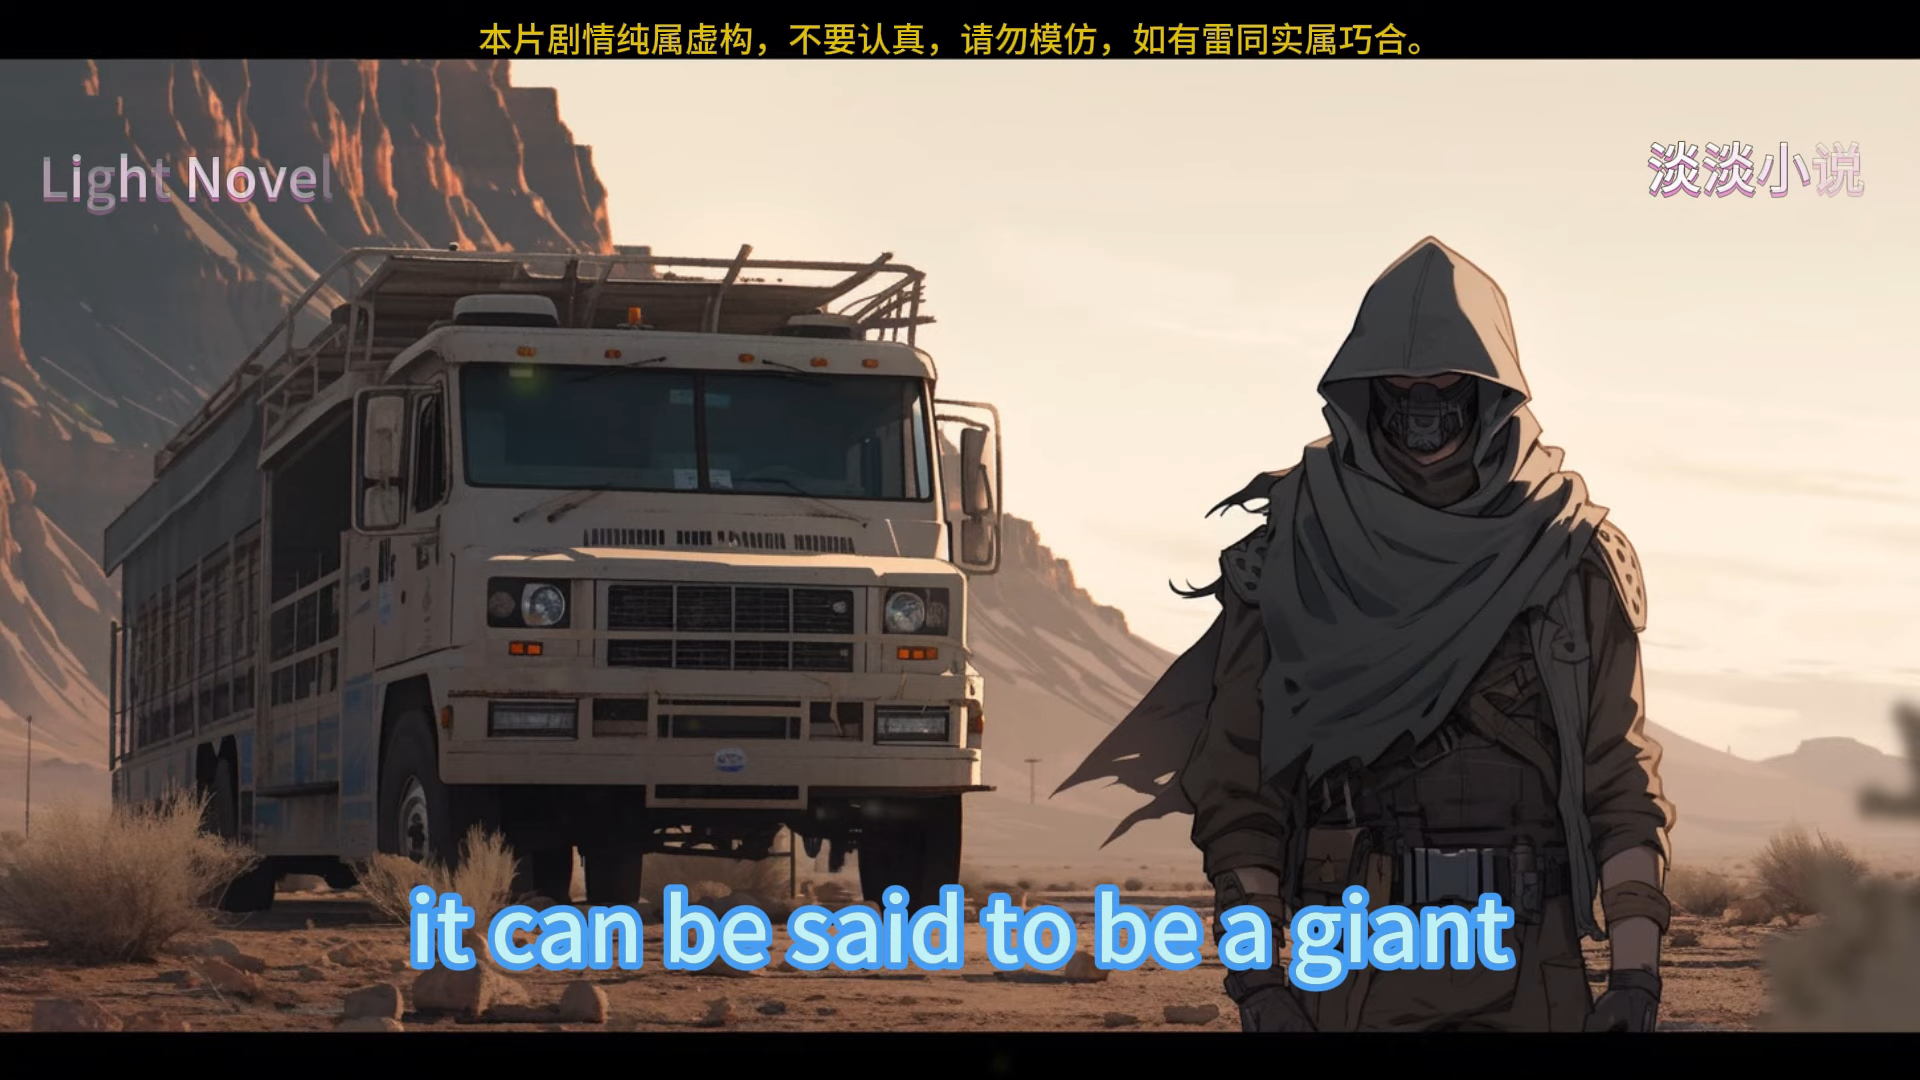 本片剧情纯属虚构，不要认真，请勿模仿，如有雷同实属巧合。
Light Novel
淡淡小说
it can be said to be a giant